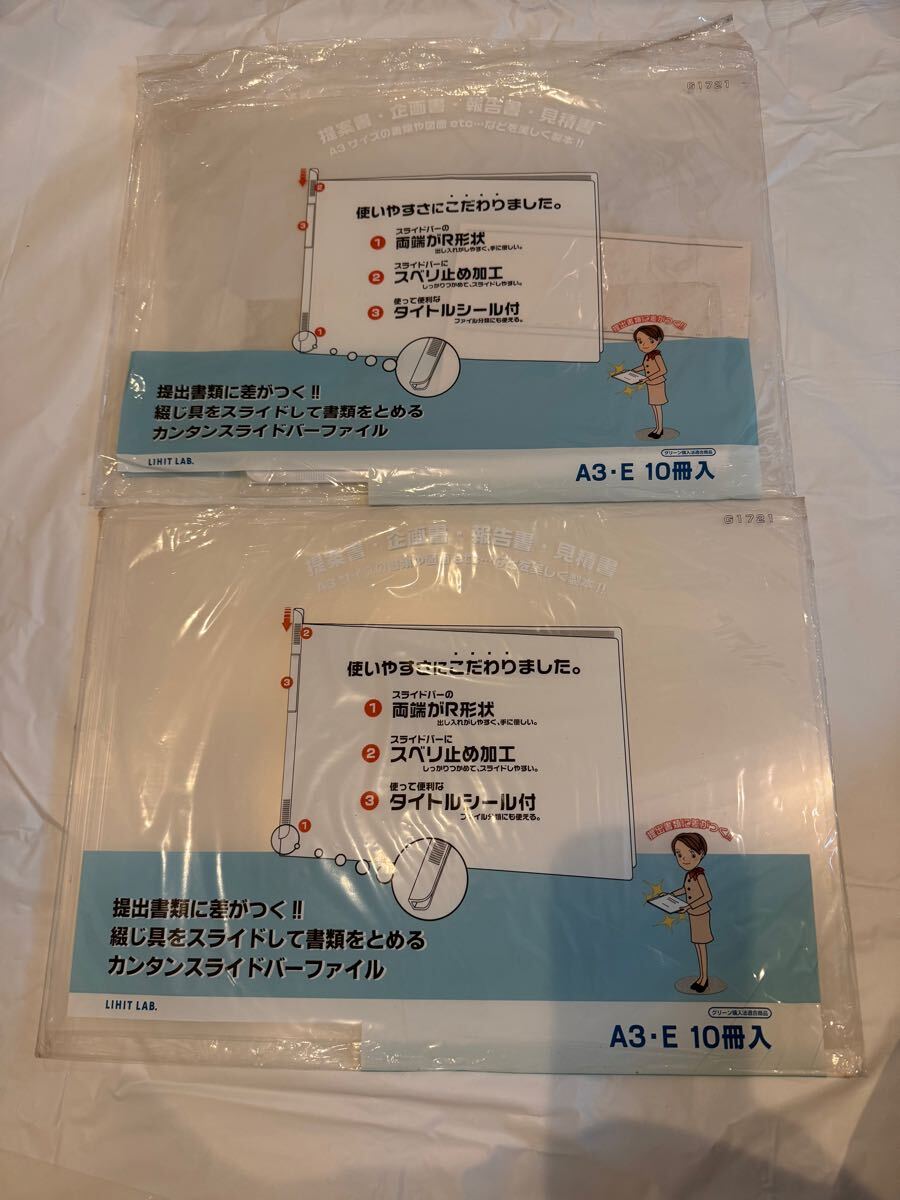 G1721
提案書・企画書・報告書・見積書
A3サイズの書類や図面etc…などを美しく製本!!
2
使いやすさにこだわりました。
3
スライドバーの
1 両端がR形状
出し入れがしやすく、手に優しい。
スライドバーに
2 スベリ止め加工
しっかりつかめて、スライドしやすい。
使って便利な
3 タイトルシール付
ファイル分類にも使える。
1
提出書類に差がつく!!
提出書類に差がつく!!
綴じ具をスライドして書類をとめる
カンタンスライドバーファイル
LIHIT LAB.
グリーン購入法適合商品
A3・E 10冊入
G1721
提案書・企画書・報告書・見積書
A3サイズの書類や図面etc…などを美しく製本!!
2
使いやすさにこだわりました。
3
スライドバーの
1 両端がR形状
出し入れがしやすく、手に優しい。
スライドバーに
2 スベリ止め加工
しっかりつかめて、スライドしやすい。
使って便利な
3 タイトルシール付
ファイル分類にも使える。
1
提出書類に差がつく!!
提出書類に差がつく!!
綴じ具をスライドして書類をとめる
カンタンスライドバーファイル
LIHIT LAB.
グリーン購入法適合商品
A3・E 10冊入